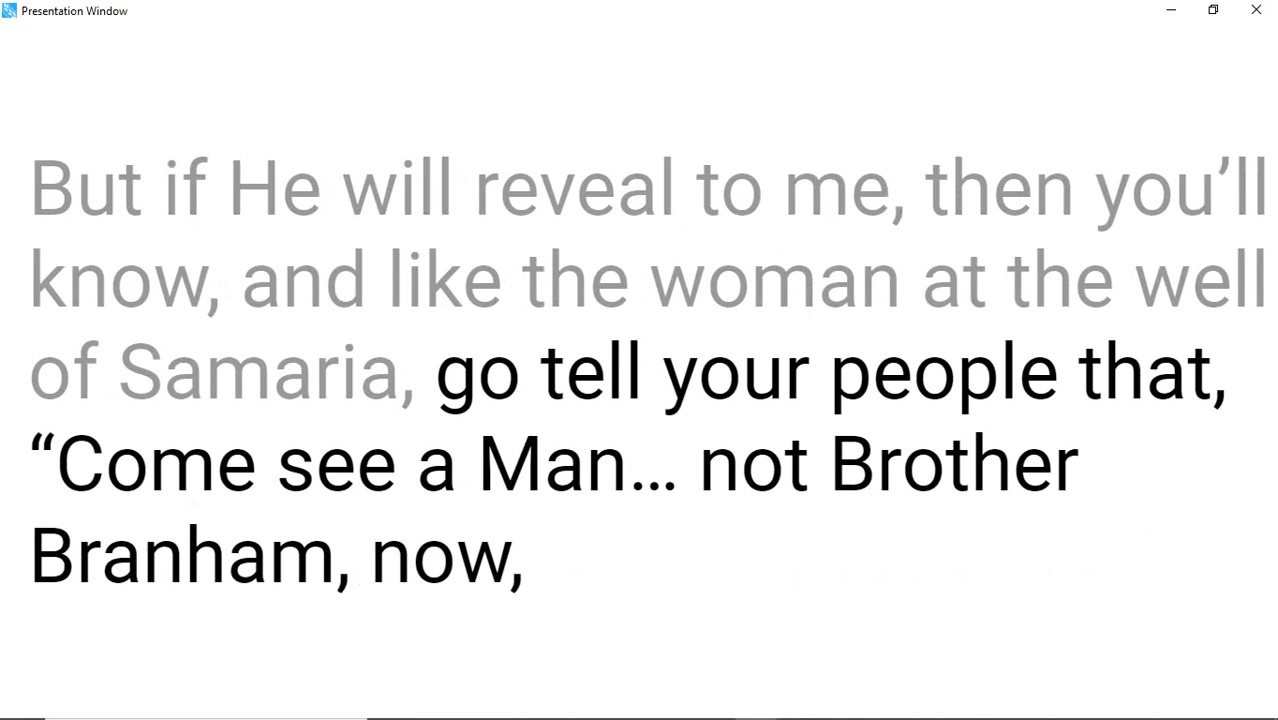 Presentation Window
But if He will reveal to me, then you’ll
know, and like the woman at the well
of Samaria, go tell your people that,
“Come see a Man... not Brother
Branham, now,